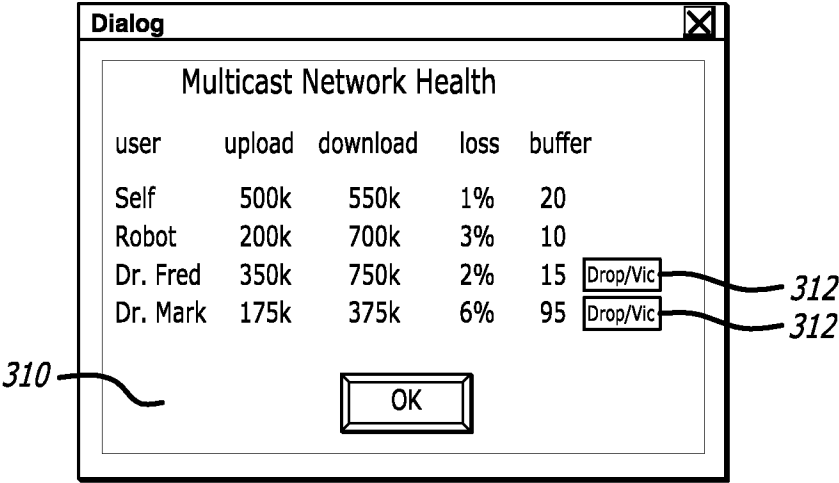 Dialog
Multicast Network Health
user upload download loss buffer
Self 500k 550k 1% 20
Robot 200k 700k 3% 10
Dr. Fred 350k 750k 2% 15 Drop/Vic 312
Dr. Mark 175k 375k 6% 95 Drop/Vic 312
310
OK